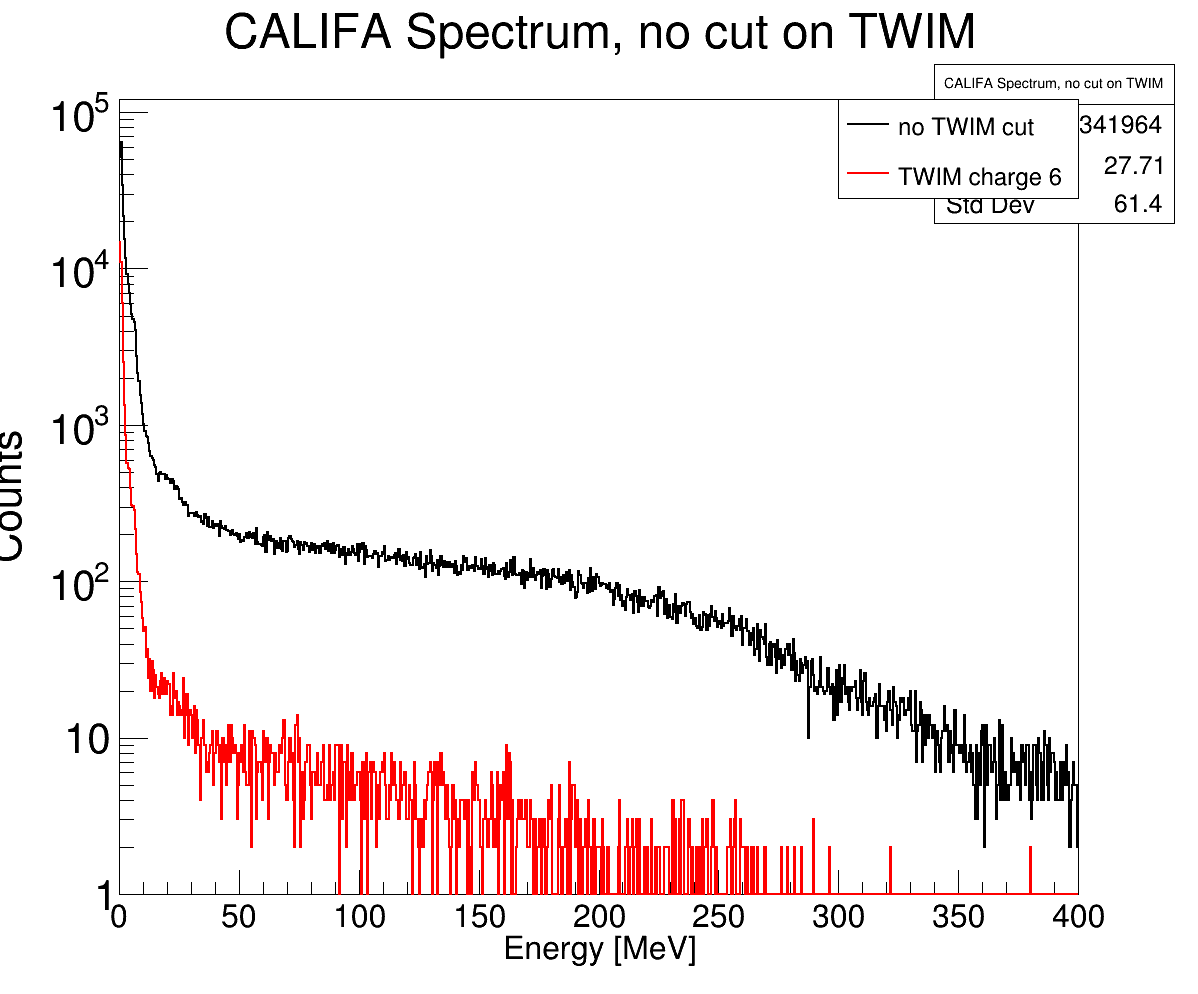 CALIFA Spectrum, no cut on TWIM
CALIFA Spectrum, no cut on TWIM
no TWIM cut
341964
27.71
TWIM charge 6
Std Dev 61.4
10^5
10^4
10^3
10^2
10
1
Counts
0 50 100 150 200 250 300 350 400
Energy [MeV]